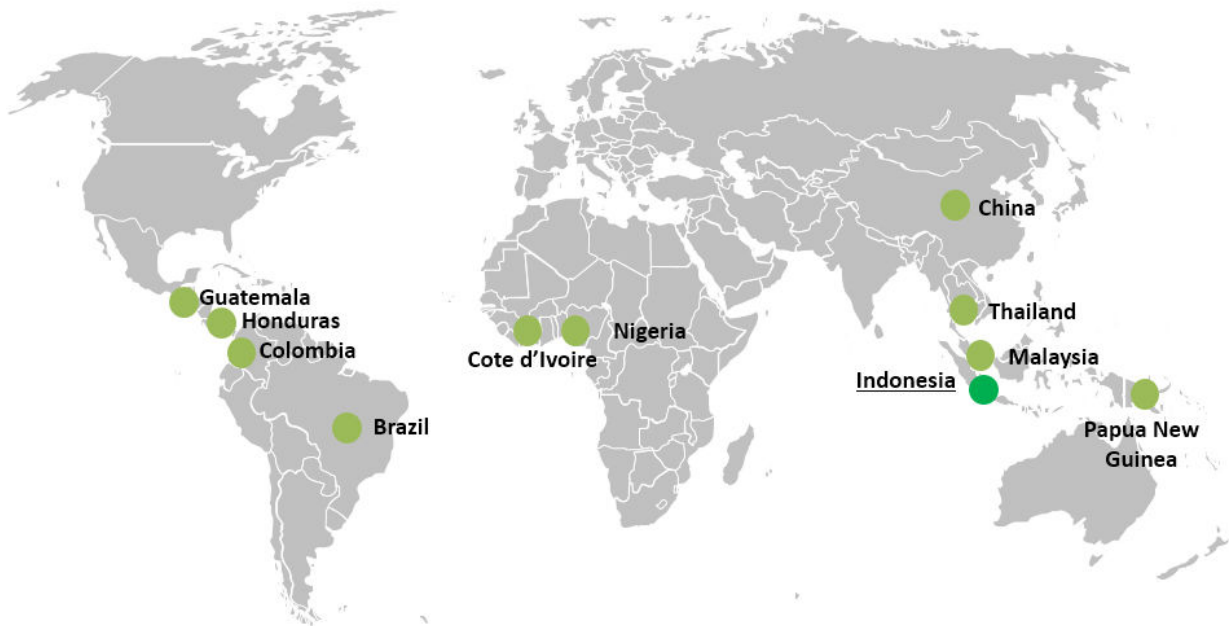 China
Guatemala
Honduras
Colombia
Thailand
Nigeria
Cote d’Ivoire
Malaysia
Indonesia
Brazil
Papua New
Guinea